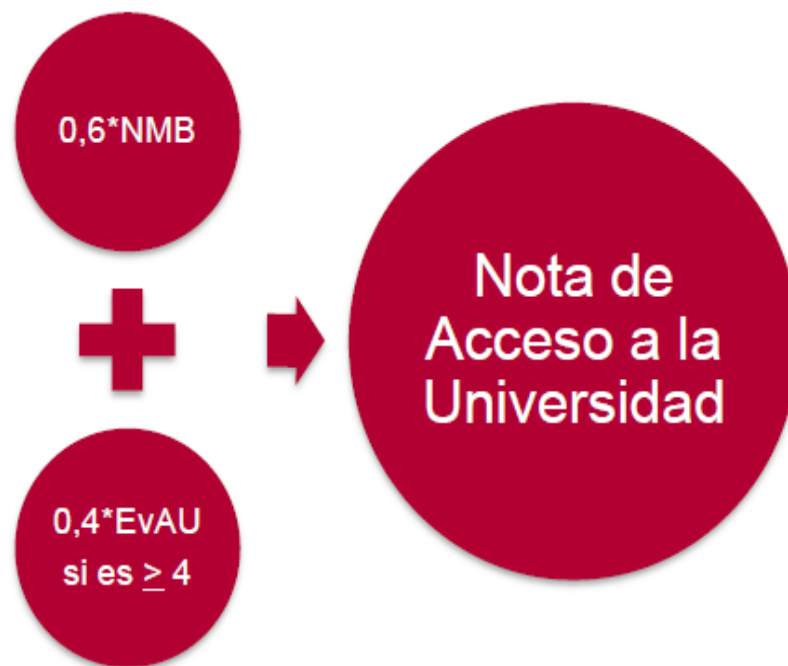 0,6*NMB
0,4*EvAU
si es ≥ 4
Nota de
Acceso a la
Universidad